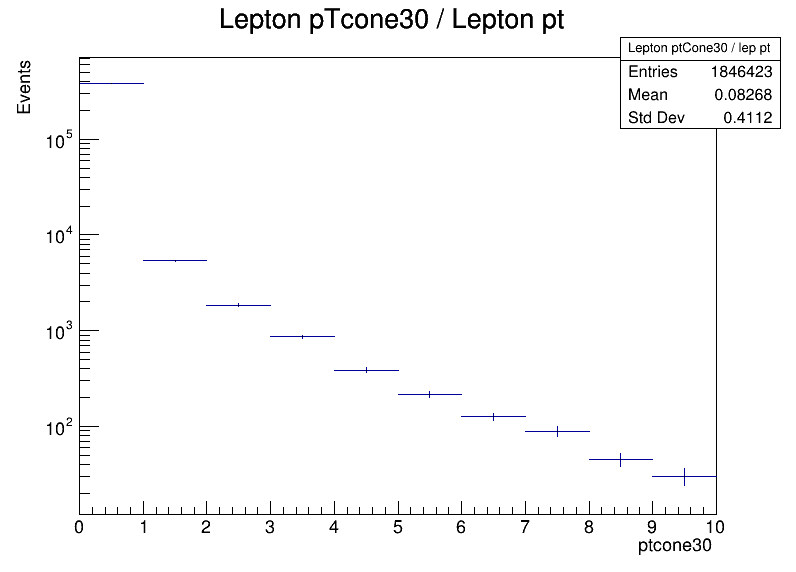 Lepton pTcone30 / Lepton pt
Lepton ptCone30 / lep pt
Entries 1846423
Mean 0.08268
Std Dev 0.4112
Events
10^5
10^4
10^3
10^2
0 1 2 3 4 5 6 7 8 9 10
ptcone30